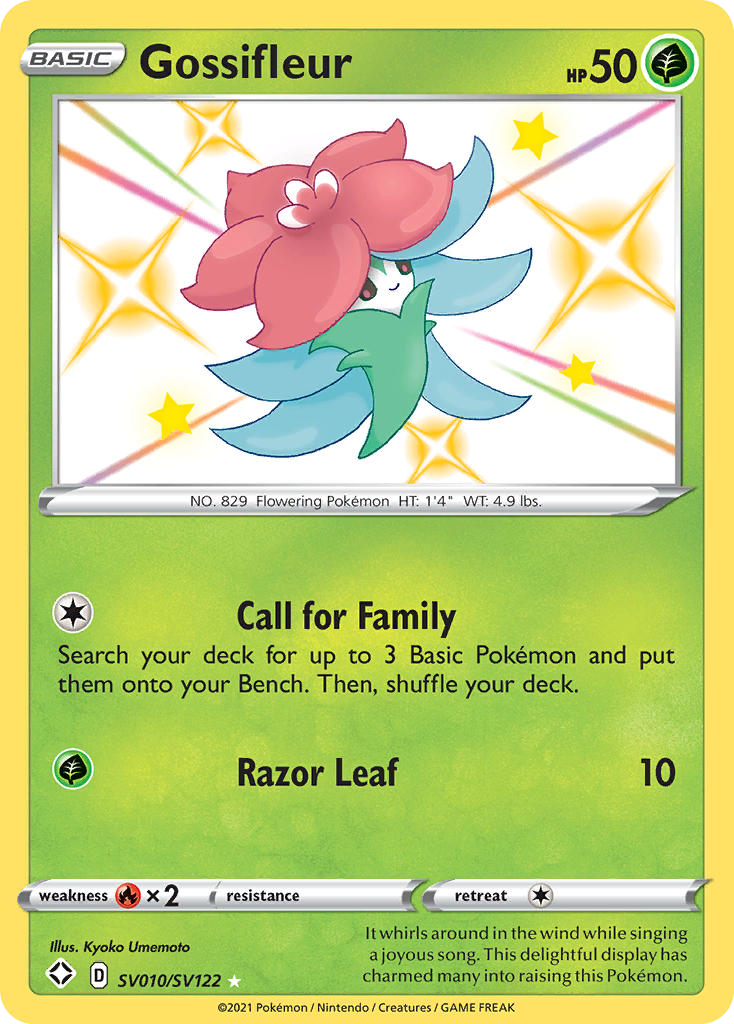 BASIC Gossifleur HP50
NO. 829 Flowering Pokémon HT: 1'4" WT: 4.9 lbs.
Call for Family
Search your deck for up to 3 Basic Pokémon and put
them onto your Bench. Then, shuffle your deck.
Razor Leaf 10
weakness ×2 resistance retreat
Illus. Kyoko Umemoto
D SV010/SV122
It whirls around in the wind while singing
a joyous song. This delightful display has
charmed many into raising this Pokémon.
©2021 Pokémon / Nintendo / Creatures / GAME FREAK